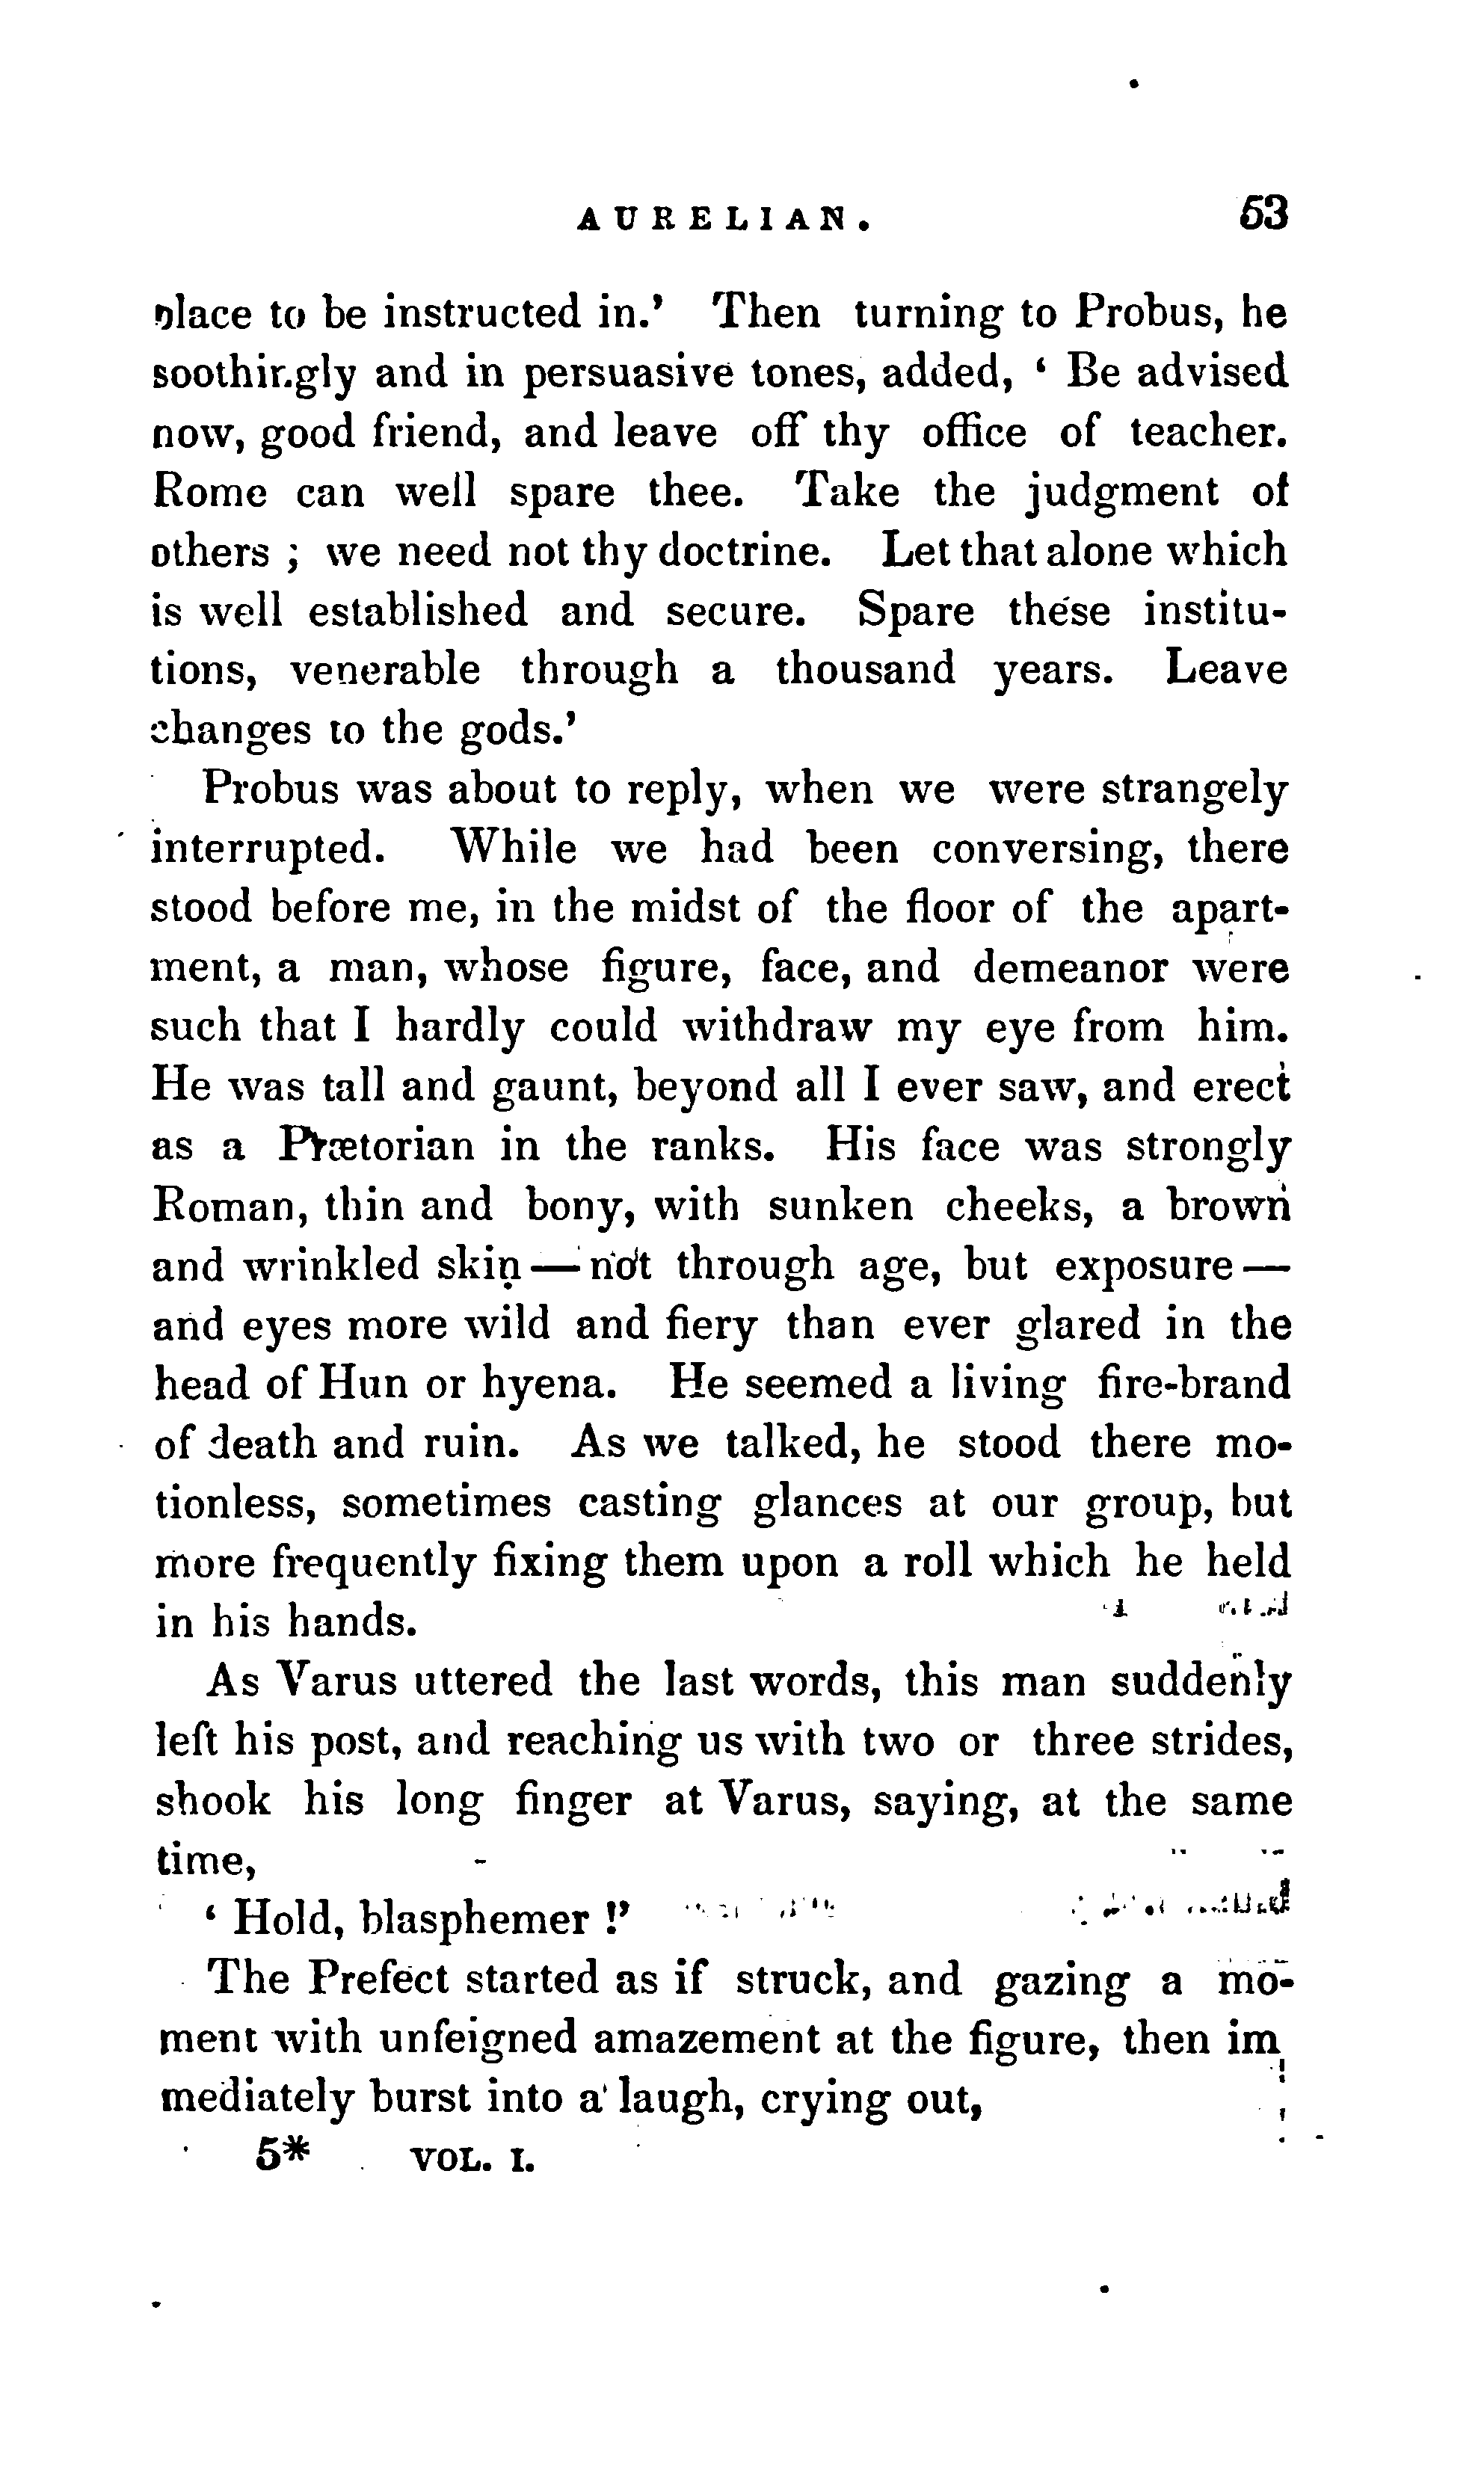 AURELIAN. 53
place to be instructed in.’ Then turning to Probus, he
soothingly and in persuasive tones, added, ‘ Be advised
now, good friend, and leave off thy office of teacher.
Rome can well spare thee. Take the judgment of
others ; we need not thy doctrine. Let that alone which
is well established and secure. Spare these institu-
tions, venerable through a thousand years. Leave
changes to the gods.’
Probus was about to reply, when we were strangely
interrupted. While we had been conversing, there
stood before me, in the midst of the floor of the apart-
ment, a man, whose figure, face, and demeanor were
such that I hardly could withdraw my eye from him.
He was tall and gaunt, beyond all I ever saw, and erect
as a Prætorian in the ranks. His face was strongly
Roman, thin and bony, with sunken cheeks, a brown
and wrinkled skin — not through age, but exposure —
and eyes more wild and fiery than ever glared in the
head of Hun or hyena. He seemed a living fire-brand
of death and ruin. As we talked, he stood there mo-
tionless, sometimes casting glances at our group, but
more frequently fixing them upon a roll which he held
in his hands.
As Varus uttered the last words, this man suddenly
left his post, and reaching us with two or three strides,
shook his long finger at Varus, saying, at the same
time,
‘ Hold, blasphemer !’
The Prefect started as if struck, and gazing a mo-
ment with unfeigned amazement at the figure, then im
mediately burst into a laugh, crying out,
5* VOL. I.